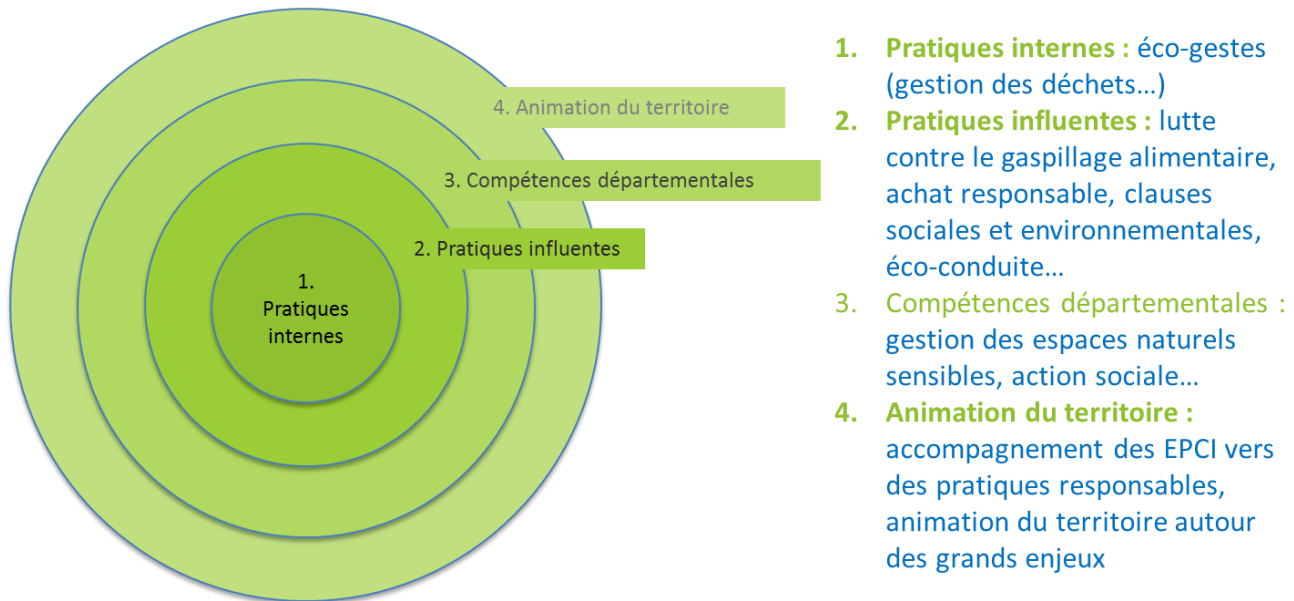 4. Animation du territoire
3. Compétences départementales
2. Pratiques influentes
1.
Pratiques
internes
1. Pratiques internes : éco-gestes
(gestion des déchets…)
2. Pratiques influentes : lutte
contre le gaspillage alimentaire,
achat responsable, clauses
sociales et environnementales,
éco-conduite…
3. Compétences départementales :
gestion des espaces naturels
sensibles, action sociale…
4. Animation du territoire :
accompagnement des EPCI vers
des pratiques responsables,
animation du territoire autour
des grands enjeux